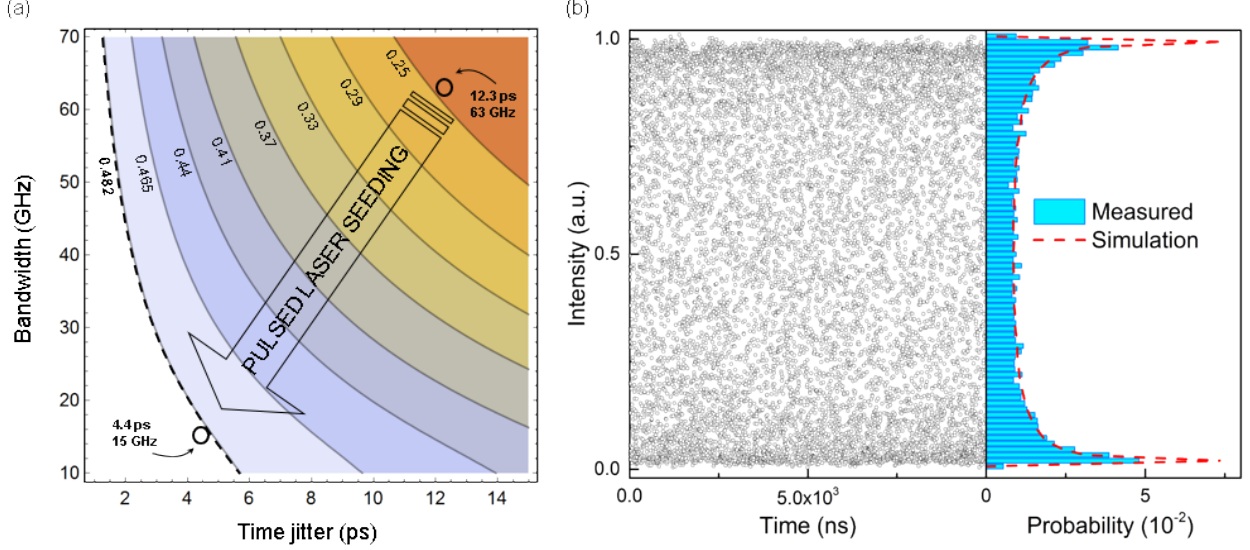 (a)
70
60
50
40
30
20
10
Bandwidth (GHz)
2
4
6
8
10
12
14
Time jitter (ps)
0.482
0.465
0.44
0.41
0.37
0.33
0.29
0.25
12.3 ps
63 GHz
PULSED LASER SEEDING
4.4 ps
15 GHz
(b)
1.0
0.5
0.0
Intensity (a.u.)
0.0
5.0x10³
Time (ns)
Measured
Simulation
0
5
Probability (10⁻²)